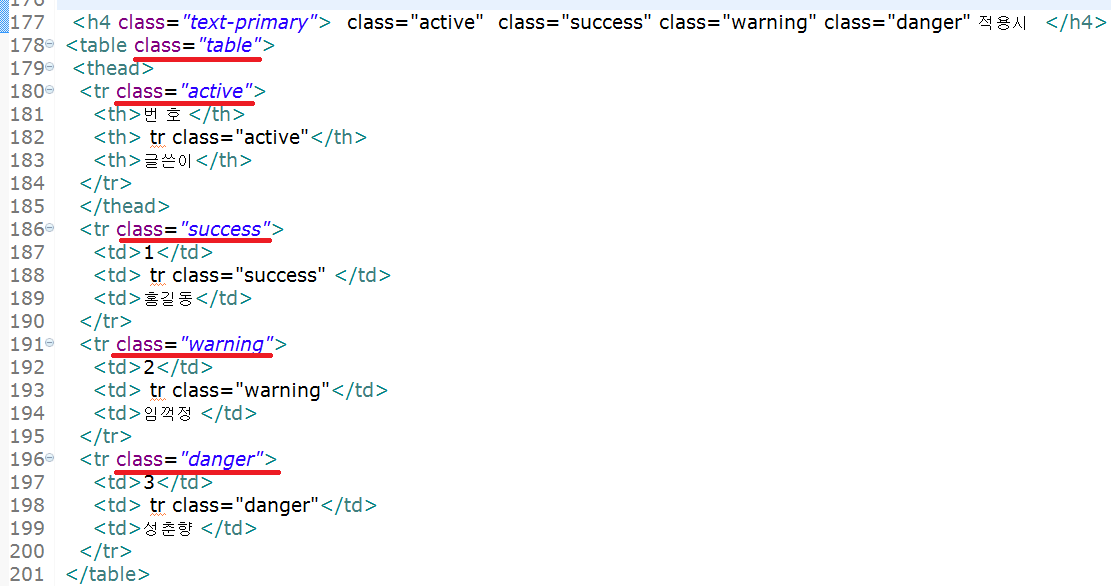 176
177 <h4 class="text-primary"> class="active" class="success" class="warning" class="danger" 적용시 </h4>
178 <table class="table">
179 <thead>
180 <tr class="active">
181 <th>번 호 </th>
182 <th> tr class="active"</th>
183 <th>글쓴이</th>
184 </tr>
185 </thead>
186 <tr class="success">
187 <td>1</td>
188 <td> tr class="success" </td>
189 <td>홍길동</td>
190 </tr>
191 <tr class="warning">
192 <td>2</td>
193 <td> tr class="warning"</td>
194 <td>임꺽정 </td>
195 </tr>
196 <tr class="danger">
197 <td>3</td>
198 <td> tr class="danger"</td>
199 <td>성춘향 </td>
200 </tr>
201 </table>